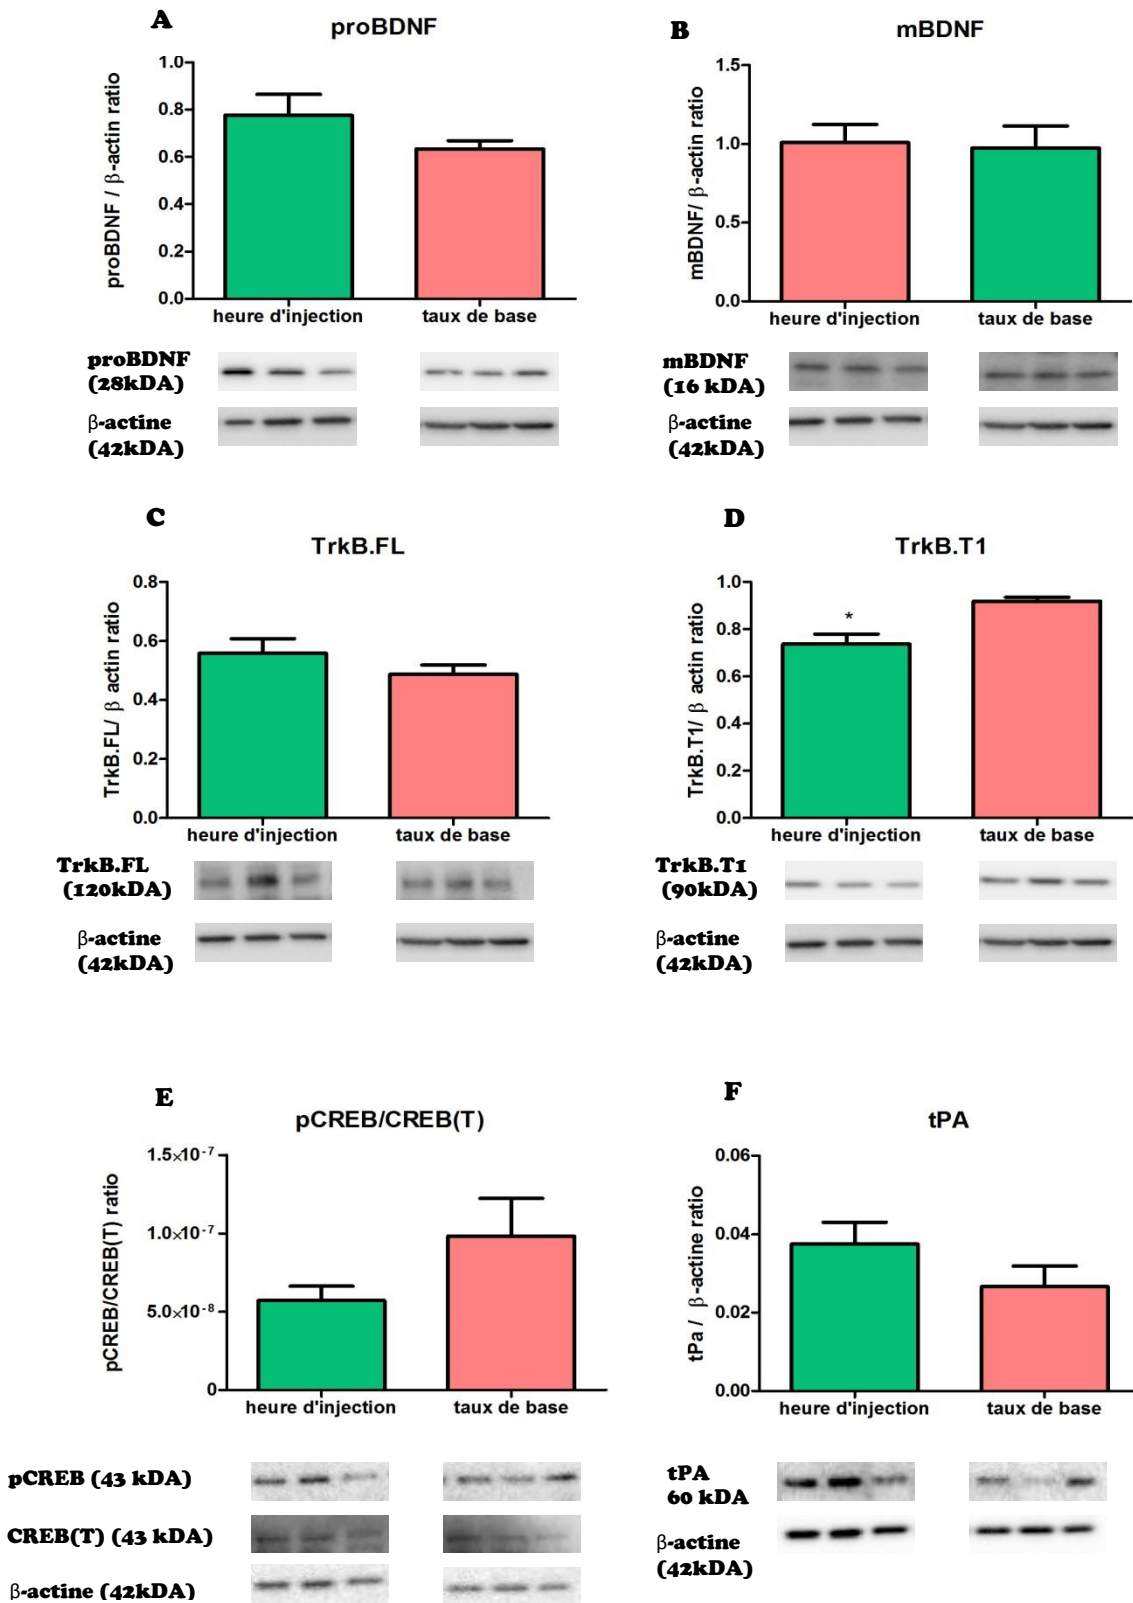 A
proBDNF
proBDNF / β-actin ratio
1.0
0.8
0.6
0.4
0.2
0.0
heure d'injection
taux de base
proBDNF
(28kDA)
β-actine
(42kDA)
B
mBDNF
mBDNF/ β-actin ratio
1.5
1.0
0.5
0.0
heure d'injection
taux de base
mBDNF
(16 kDA)
β-actine
(42kDA)
C
TrkB.FL
TrkB.FL/ β actin ratio
0.8
0.6
0.4
0.2
0.0
heure d'injection
taux de base
TrkB.FL
(120kDA)
β-actine
(42kDA)
D
TrkB.T1
TrkB.T1/ β actin ratio
1.0
0.8
0.6
0.4
0.2
0.0
*
heure d'injection
taux de base
TrkB.T1
(90kDA)
β-actine
(42kDA)
E
pCREB/CREB(T)
pCREB/CREB(T) ratio
1.5×10⁻⁷
1.0×10⁻⁷
5.0×10⁻⁸
0
heure d'injection
taux de base
pCREB (43 kDA)
CREB(T) (43 kDA)
β-actine (42kDA)
F
tPA
tPa / β-actine ratio
0.06
0.04
0.02
0.00
heure d'injection
taux de base
tPA
60 kDA
β-actine
(42kDA)